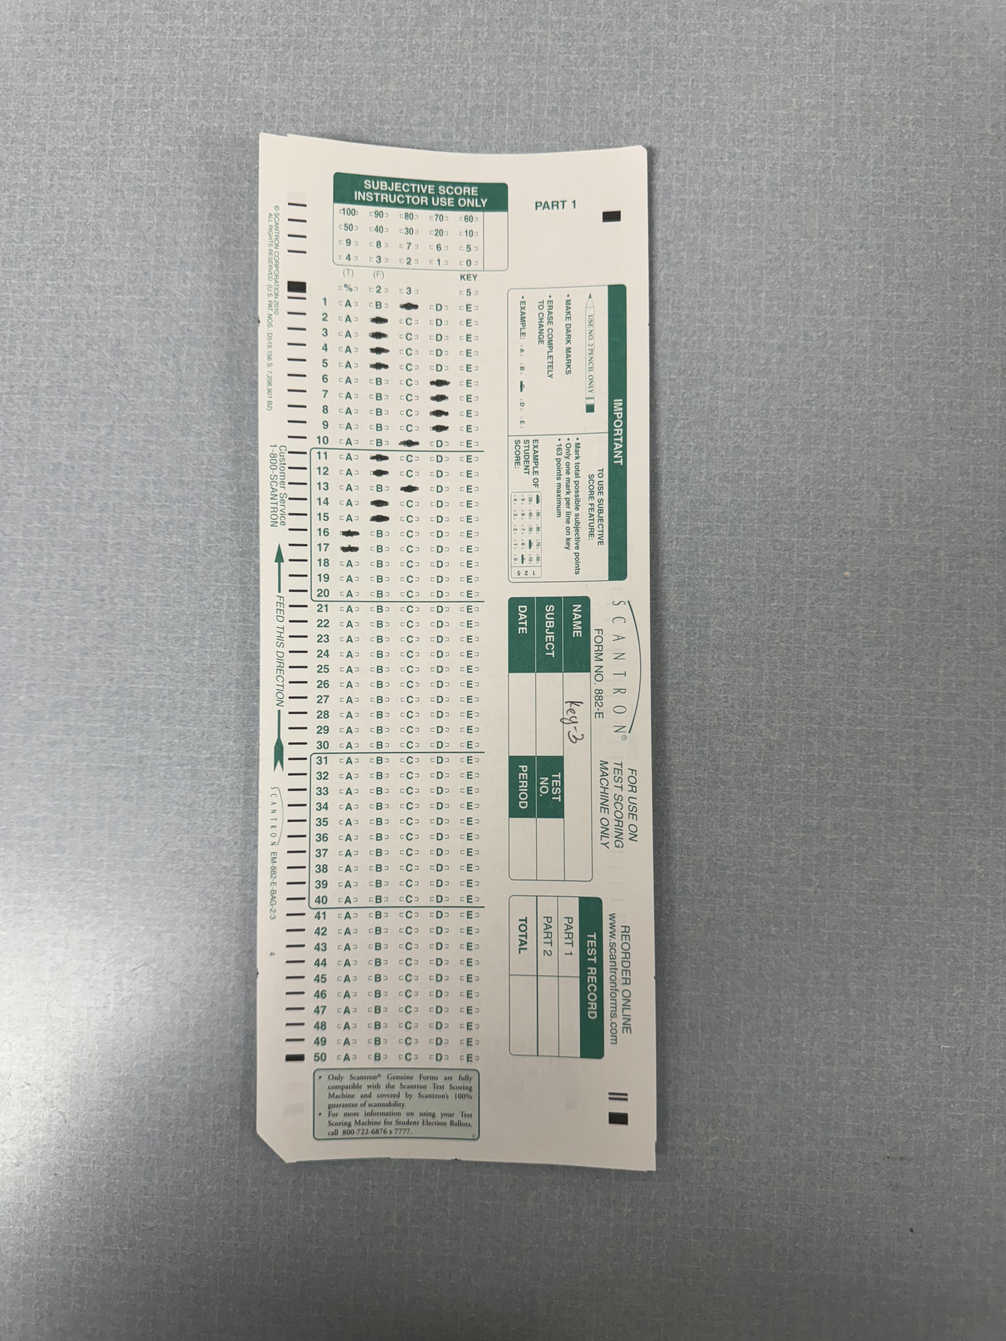 SUBJECTIVE SCORE
INSTRUCTOR USE ONLY
100 90 80 70 60
50 40 30 20 10
9 8 7 6 5
4 3 2 1 0
(T) (F) KEY
% 2 3 5
1 A B D E
2 A C D E
3 A C D E
4 A C D E
5 A C D E
6 A B C E
7 A B C E
8 A B C E
9 A B C E
10 A B D E
11 A C D E
12 A C D E
13 A B D E
14 A C D E
15 A C D E
16 B C D E
17 B C D E
18 A B C D E
19 A B C D E
20 A B C D E
21 A B C D E
22 A B C D E
23 A B C D E
24 A B C D E
25 A B C D E
26 A B C D E
27 A B C D E
28 A B C D E
29 A B C D E
30 A B C D E
31 A B C D E
32 A B C D E
33 A B C D E
34 A B C D E
35 A B C D E
36 A B C D E
37 A B C D E
38 A B C D E
39 A B C D E
40 A B C D E
41 A B C D E
42 A B C D E
43 A B C D E
44 A B C D E
45 A B C D E
46 A B C D E
47 A B C D E
48 A B C D E
49 A B C D E
50 A B C D E
• Only Scantron® Genuine Forms are fully
compatible with the Scantron Test Scoring
Machine and covered by Scantron's 100%
guarantee of scannability.
• For more information on using your Test
Scoring Machine for Student Election Ballots,
call 800-722-6876 x 7777.
PART 1
IMPORTANT
USE NO. 2 PENCIL ONLY
• MAKE DARK MARKS
• ERASE COMPLETELY
TO CHANGE
• EXAMPLE: A B D E
TO USE SUBJECTIVE
SCORE FEATURE:
• Mark total possible subjective points
• Only one mark per line on key
• 163 points maximum
EXAMPLE OF
STUDENT
SCORE:
SCANTRON®
FORM NO. 882-E
FOR USE ON
TEST SCORING
MACHINE ONLY
NAME Key-3
SUBJECT
TEST
NO.
DATE
PERIOD
REORDER ONLINE
www.scantronforms.com
TEST RECORD
PART 1
PART 2
TOTAL
© SCANTRON CORPORATION 2010
ALL RIGHTS RESERVED
Customer Service
1-800-SCANTRON
FEED THIS DIRECTION
SCANTRON EM-882-E-BAG-2/3
4